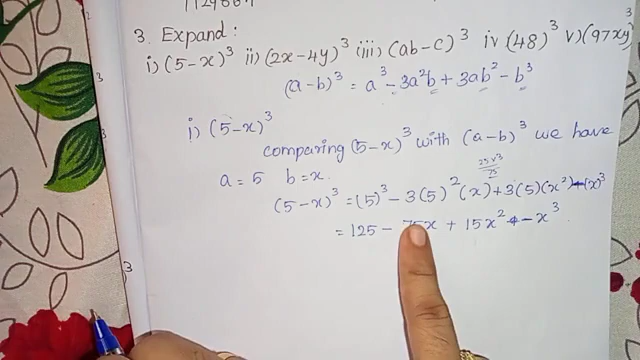 3. Expand :
i) (5-x)³ ii) (2x-4y)³ iii) (ab-c)³ iv (48)³ v) (97xy)³
(a-b)³ = a³ - 3a²b + 3ab² - b³
i) (5-x)³
comparing (5-x)³ with (a-b)³ we have
a = 5 b = x.
25×3
75
(5-x)³ = (5)³ - 3(5)²(x) + 3(5)(x²) - (x)³
= 125 - 75x + 15x² - x³